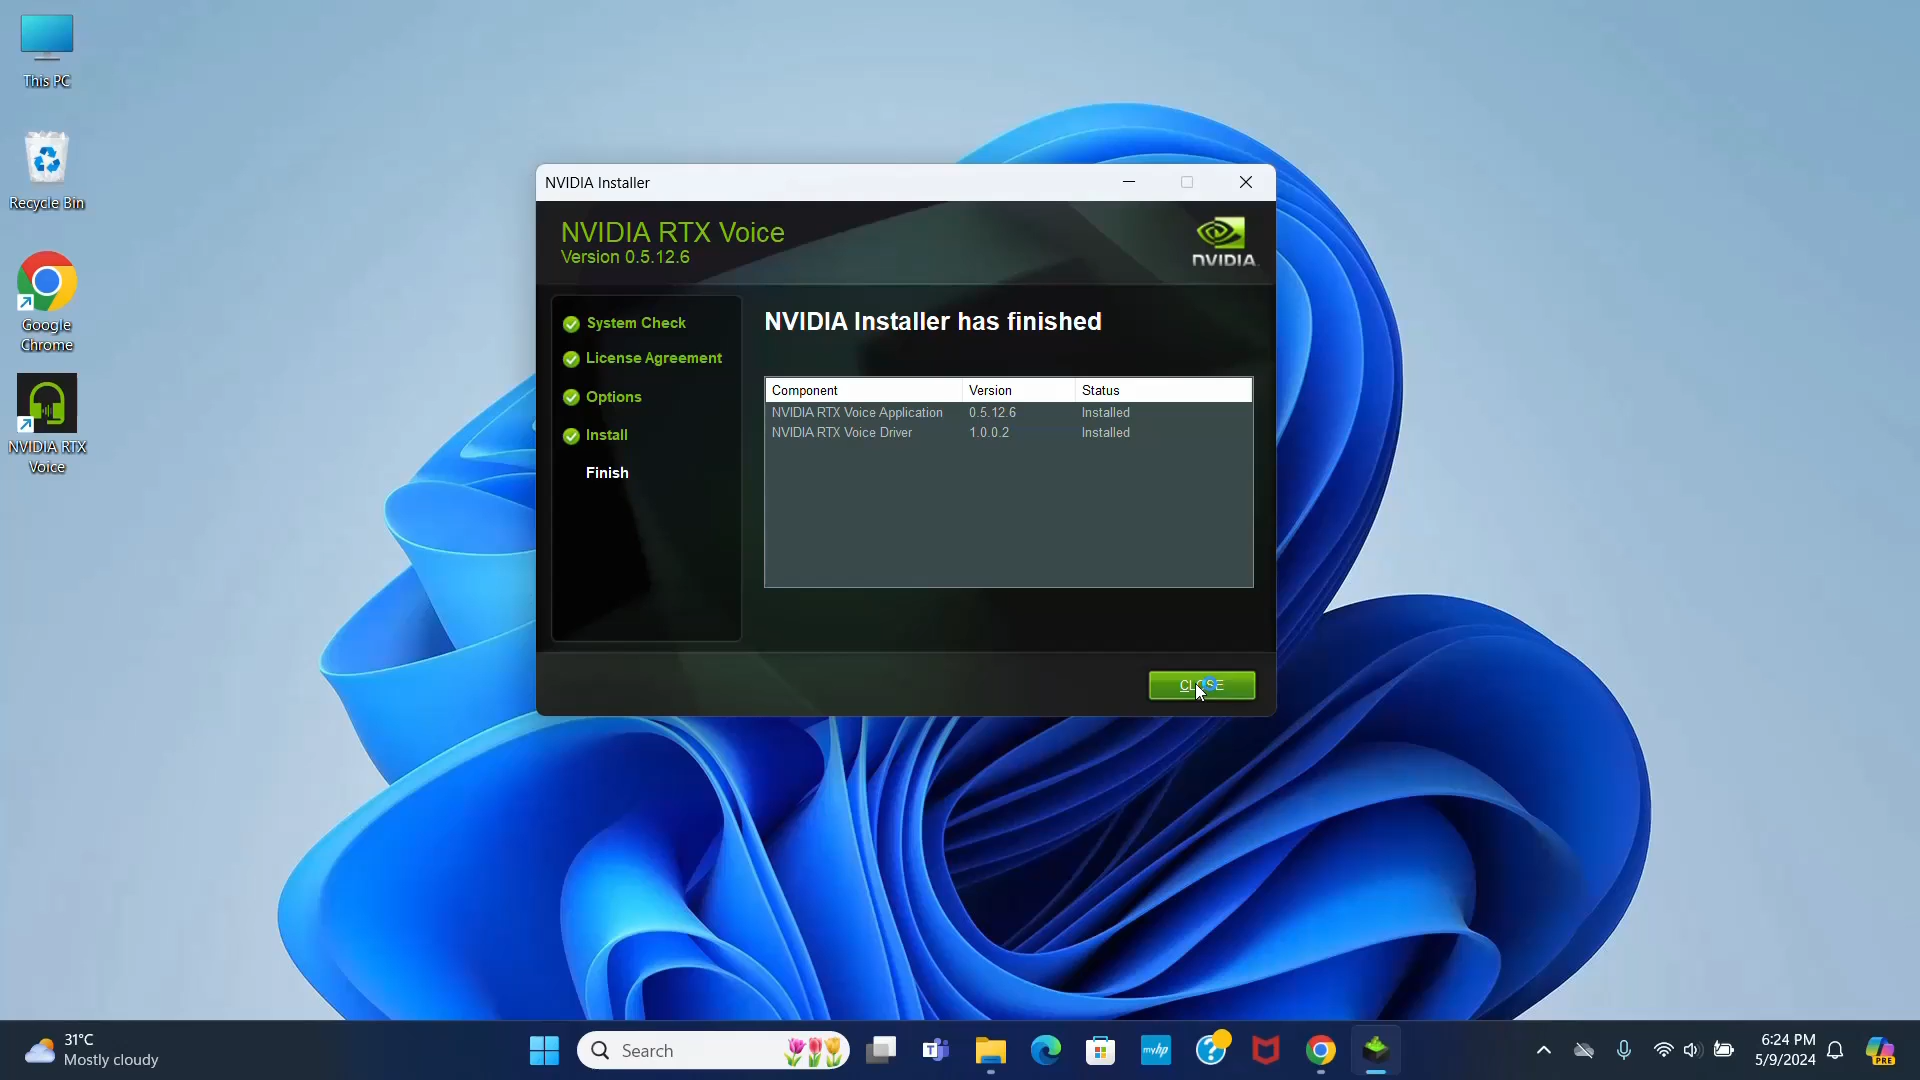 This PC
Recycle Bin
Google
Chrome
NVIDIA RTX
Voice
NVIDIA Installer
NVIDIA RTX Voice
Version 0.5.12.6
NVIDIA
System Check
License Agreement
Options
Install
Finish
NVIDIA Installer has finished
Component Version Status
NVIDIA RTX Voice Application 0.5.12.6 Installed
NVIDIA RTX Voice Driver 1.0.0.2 Installed
CLOSE
31°C
Mostly cloudy
Search
myhp
6:24 PM
5/9/2024
PRE